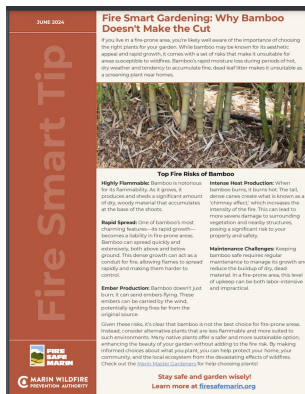 JUNE 2024
Fire Smart Tip
Fire Smart Gardening: Why Bamboo
Doesn't Make the Cut
If you live in a fire-prone area, you're likely well aware of the importance of choosing
the right plants for your garden. While bamboo may be known for its aesthetic
appeal and rapid growth, it comes with a set of risks that make it unsuitable for
areas susceptible to wildfires. Bamboo's rapid moisture loss during periods of hot,
dry weather and tendency to accumulate fine, dead leaf litter makes it unsuitable as
a screening plant near homes.
Top Fire Risks of Bamboo
Highly Flammable: Bamboo is notorious
for its flammability. As it grows, it
produces and sheds a significant amount
of dry, woody material that accumulates
at the base of the shoots.
Rapid Spread: One of bamboo's most
charming features—its rapid growth—
becomes a liability in fire-prone areas.
Bamboo can spread quickly and
extensively, both above and below
ground. This dense growth can act as a
conduit for fire, allowing flames to spread
rapidly and making them harder to
control.
Ember Production: Bamboo doesn't just
burn; it can send embers flying. These
embers can be carried by the wind,
potentially igniting fires far from the
original source.
Intense Heat Production: When
bamboo burns, it burns hot. The tall,
dense canes create what is known as a
'chimney effect,' which increases the
intensity of the fire. This can lead to
more severe damage to surrounding
vegetation and nearby structures,
posing a significant risk to your
property and safety.
Maintenance Challenges: Keeping
bamboo safe requires regular
maintenance to manage its growth and
reduce the buildup of dry, dead
material. In a fire-prone area, this level
of upkeep can be both labor-intensive
and impractical.
Given these risks, it's clear that bamboo is not the best choice for fire-prone areas.
Instead, consider alternative plants that are less flammable and more suited to
such environments. Many native plants offer a safer and more sustainable option,
enhancing the beauty of your garden without adding to the fire risk. By making
informed choices about what you plant, you can help protect your home, your
community, and the local ecosystem from the devastating effects of wildfires.
Check out the Marin Master Gardeners for help choosing plants!
Stay safe and garden wisely!
Learn more at firesafemarin.org
FIRE
SAFE
MARIN
MARIN WILDFIRE
PREVENTION AUTHORITY